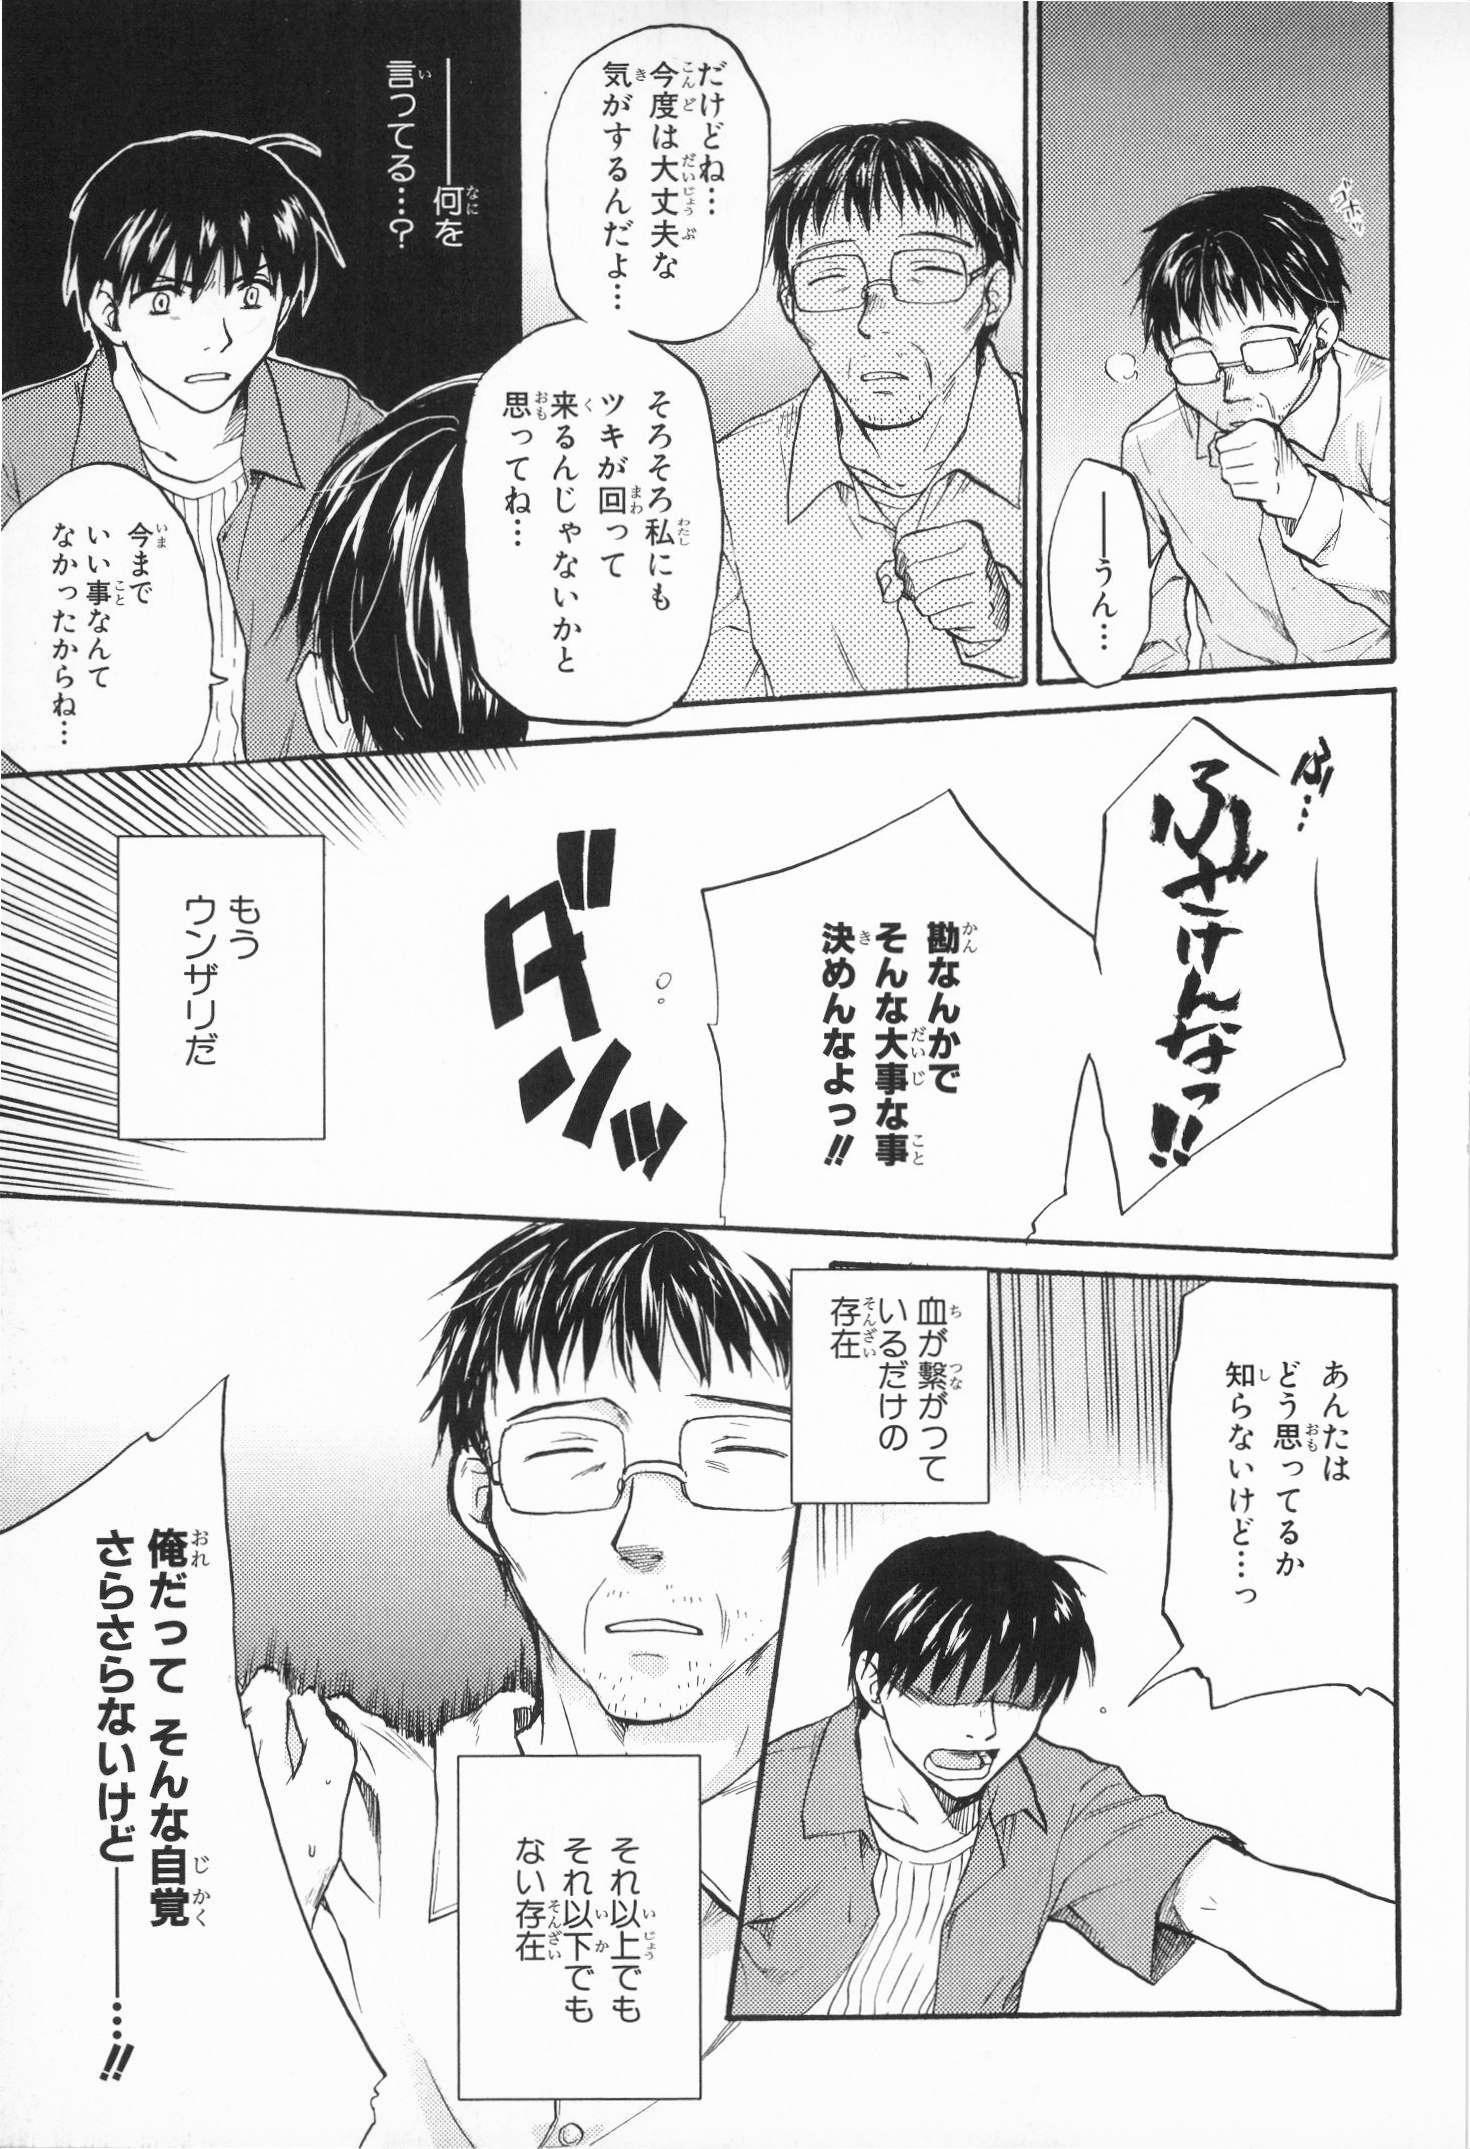 ゴホッ
――うん…
だけどね…
今度は大丈夫な
気がするんだよ…
そろそろ私にも
ツキが回って
来るんじゃないかと
思ってね…
――何を
言ってる…?
今まで
いい事なんて
なかったからね…
ふ…
ふざけんなっ!!
勘なんかで
そんな大事な事
決めんなよっ!!
ダンッ
もう
ウンザリだ
あんたは
どう思ってるか
知らないけど…っ
血が繋がって
いるだけの
存在
それ以上でも
それ以下でも
ない存在
俺だって そんな自覚
さらさらないけど――…!!